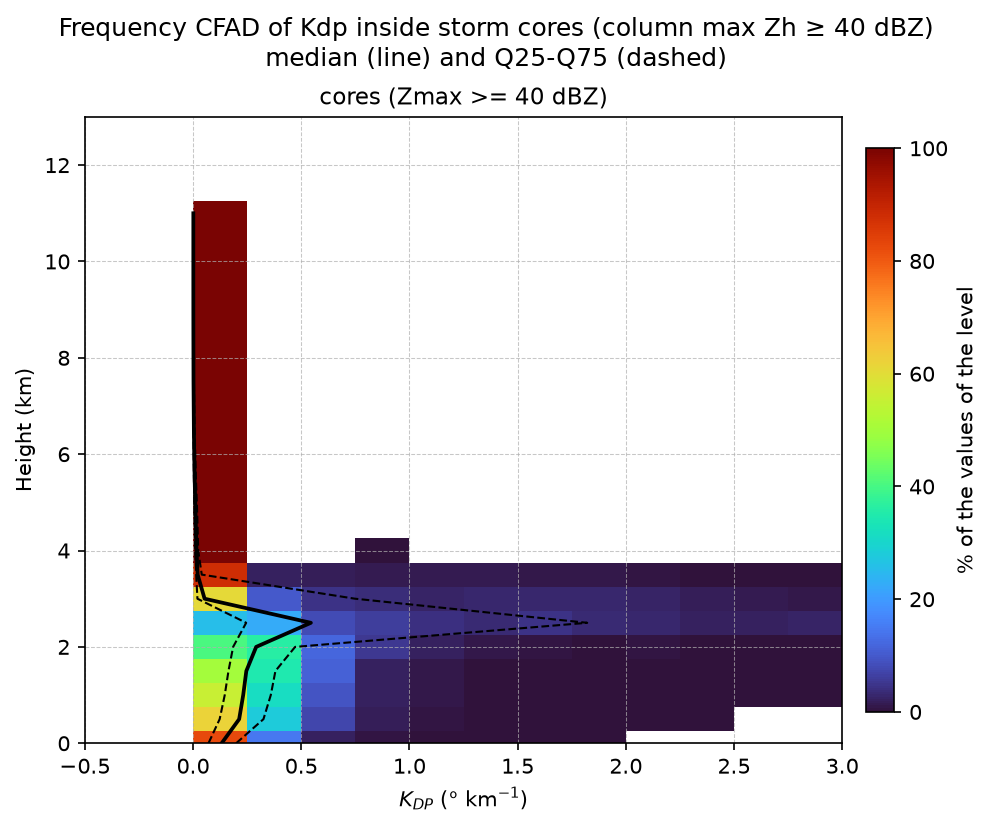 Frequency CFAD of Kdp inside storm cores (column max Zh ≥ 40 dBZ)
median (line) and Q25-Q75 (dashed)
cores (Zmax >= 40 dBZ)
Height (km)
12
10
8
6
4
2
0
−0.5 0.0 0.5 1.0 1.5 2.0 2.5 3.0
K_DP (° km⁻¹)
100
80
60
40
20
0
% of the values of the level